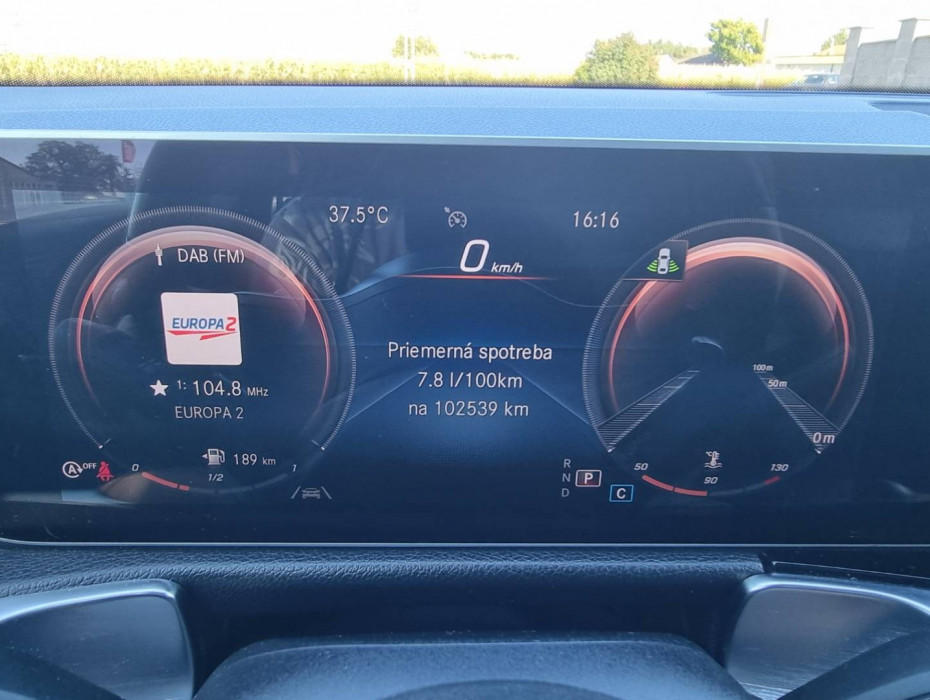 37.5°C
16:16
0 km/h
DAB (FM)
EUROPA 2
1: 104.8 MHz
EUROPA 2
Priemerná spotreba
7.8 l/100km
na 102539 km
100m
50m
0m
A OFF
0
1/2
1
189 km
R
N P
D
C
50
90
130